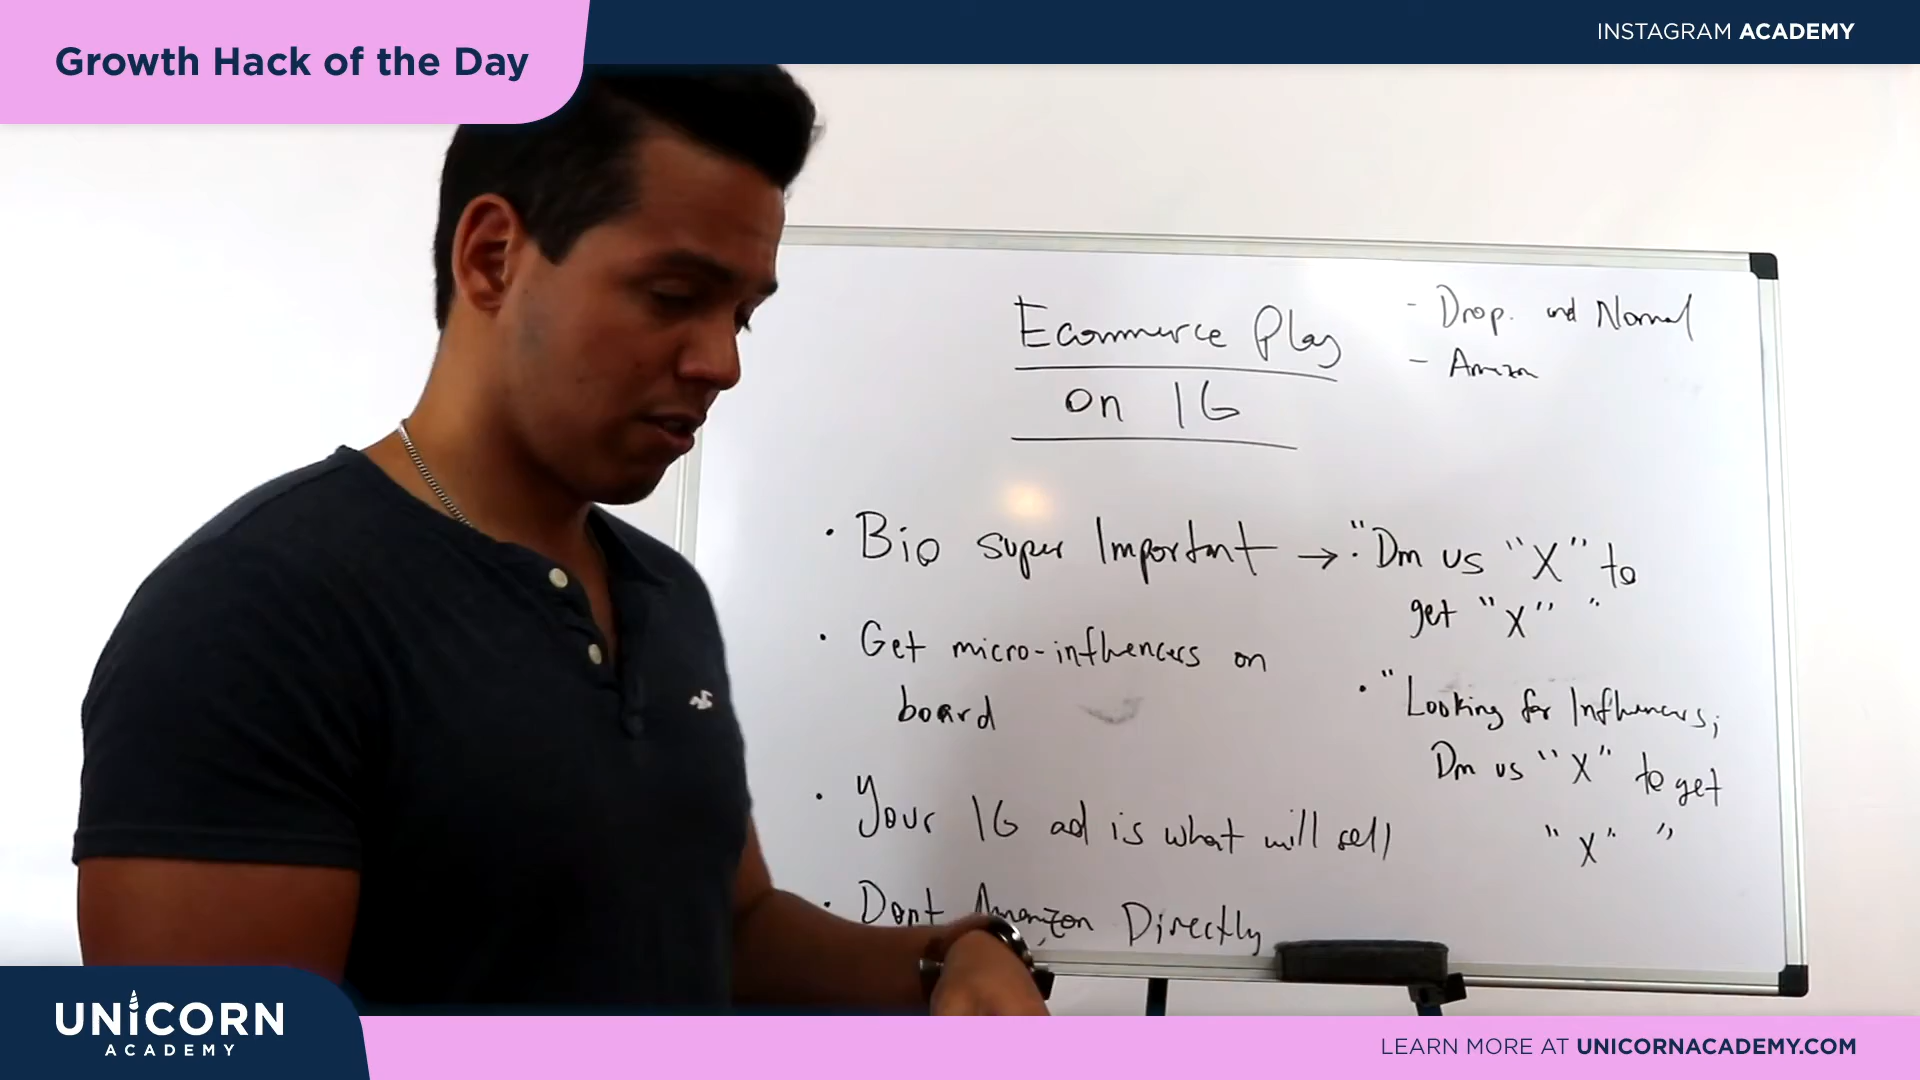 Growth Hack of the Day
INSTAGRAM ACADEMY
Ecommerce Play
on IG
- Drop. and Normal
- Amazon
· Bio super Important → · "Dm us "X" to
get "X" "
· Get micro-influencers on
board
· "Looking for Influencers;
Dm us "X" to get
"X" "
· Your IG ad is what will sell
· Dont Amazon Directly
UNICORN
ACADEMY
LEARN MORE AT UNICORNACADEMY.COM